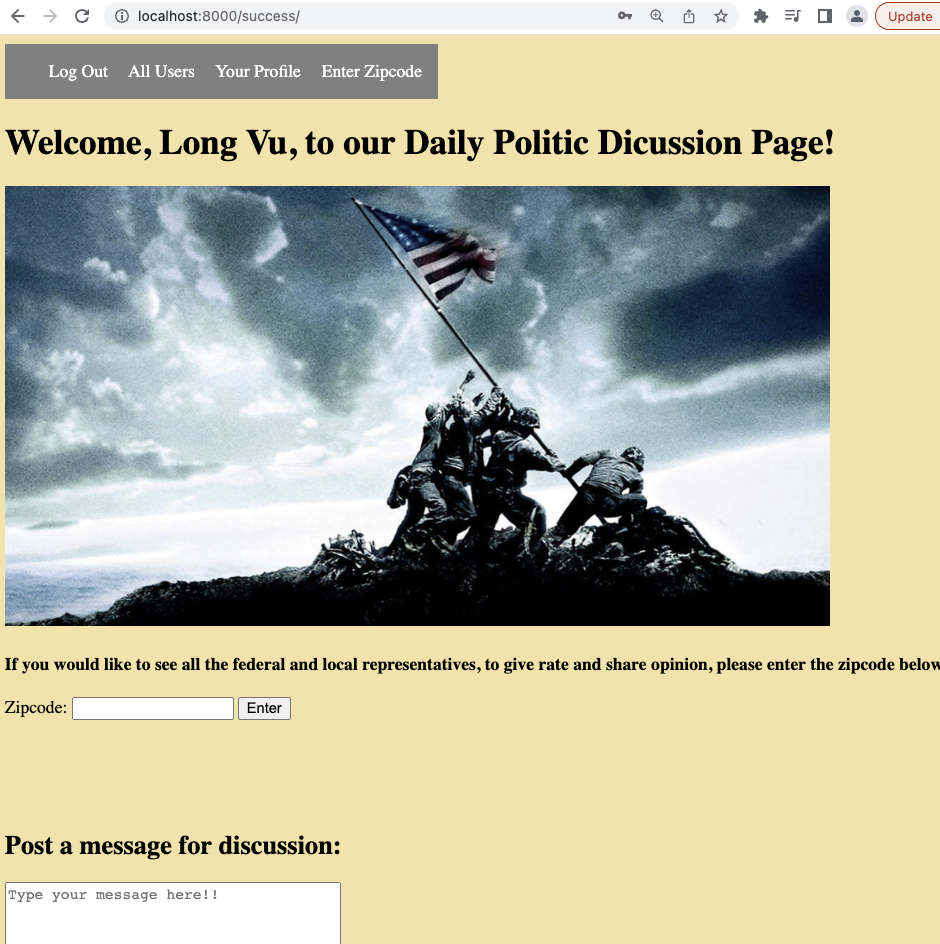 localhost:8000/success/
Update
Log Out All Users Your Profile Enter Zipcode
Welcome, Long Vu, to our Daily Politic Dicussion Page!
If you would like to see all the federal and local representatives, to give rate and share opinion, please enter the zipcode below
Zipcode: Enter
Post a message for discussion:
Type your message here!!